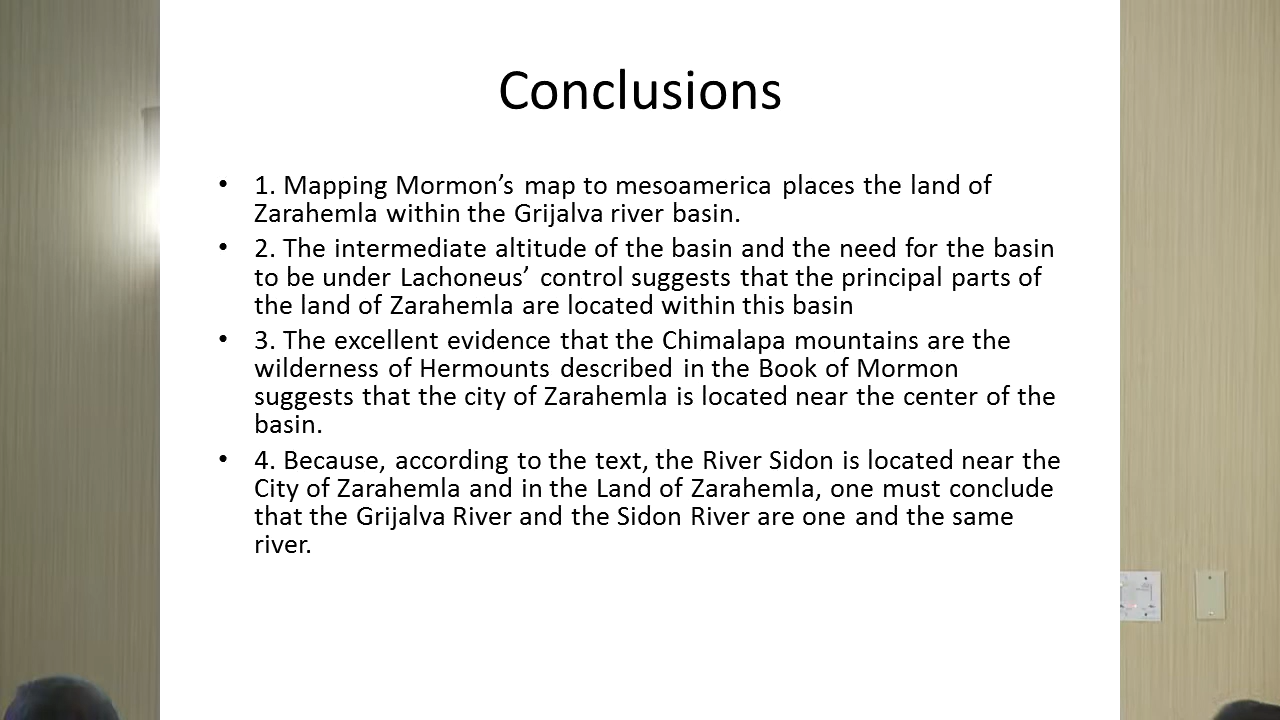 Conclusions
• 1. Mapping Mormon’s map to mesoamerica places the land of
Zarahemla within the Grijalva river basin.
• 2. The intermediate altitude of the basin and the need for the basin
to be under Lachoneus’ control suggests that the principal parts of
the land of Zarahemla are located within this basin
• 3. The excellent evidence that the Chimalapa mountains are the
wilderness of Hermounts described in the Book of Mormon
suggests that the city of Zarahemla is located near the center of the
basin.
• 4. Because, according to the text, the River Sidon is located near the
City of Zarahemla and in the Land of Zarahemla, one must conclude
that the Grijalva River and the Sidon River are one and the same
river.